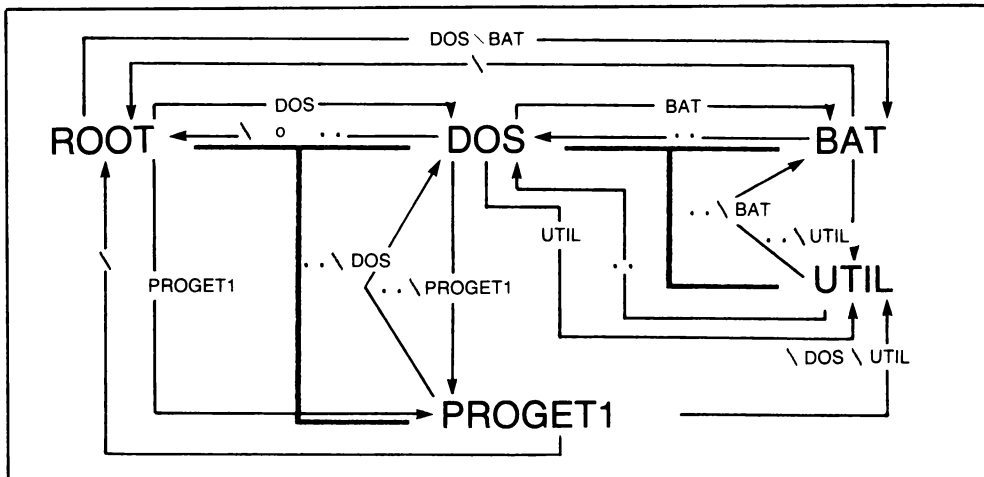 DOS \ BAT
\
DOS
BAT
ROOT
\ o . .
DOS
. .
BAT
. . \ BAT
UTIL
. . \ UTIL
\
. . \ DOS
. .
UTIL
PROGET1
. . \ PROGET1
\ DOS \ UTIL
PROGET1